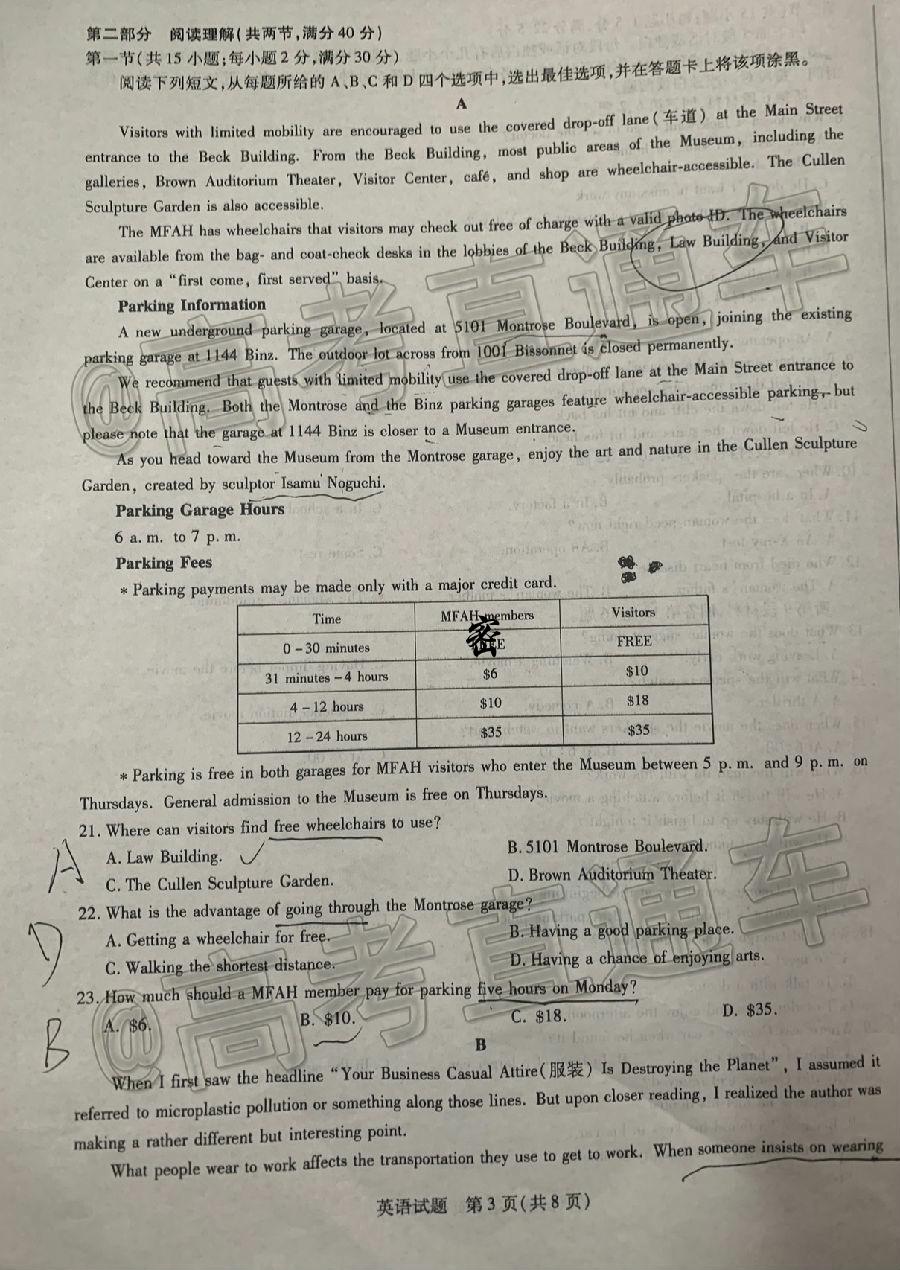 第二部分 阅读理解(共两节,满分40分)
第一节(共15小题;每小题2分,满分30分)
阅读下列短文,从每题所给的A、B、C和D四个选项中,选出最佳选项,并在答题卡上将该项涂黑。
A
Visitors with limited mobility are encouraged to use the covered drop-off lane(车道) at the Main Street
entrance to the Beck Building. From the Beck Building, most public areas of the Museum, including the
galleries, Brown Auditorium Theater, Visitor Center, café, and shop are wheelchair-accessible. The Cullen
Sculpture Garden is also accessible.
The MFAH has wheelchairs that visitors may check out free of charge with a valid photo ID. The wheelchairs
are available from the bag- and coat-check desks in the lobbies of the Beck Building, Law Building, and Visitor
Center on a “first come, first served” basis.
Parking Information
A new underground parking garage, located at 5101 Montrose Boulevard, is open, joining the existing
parking garage at 1144 Binz. The outdoor lot across from 1001 Bissonnet is closed permanently.
We recommend that guests with limited mobility use the covered drop-off lane at the Main Street entrance to
the Beck Building. Both the Montrose and the Binz parking garages feature wheelchair-accessible parking, but
please note that the garage at 1144 Binz is closer to a Museum entrance.
As you head toward the Museum from the Montrose garage, enjoy the art and nature in the Cullen Sculpture
Garden, created by sculptor Isamu Noguchi.
Parking Garage Hours
6 a.m. to 7 p.m.
Parking Fees
* Parking payments may be made only with a major credit card.
Time MFAH members Visitors
0-30 minutes FREE FREE
密
31 minutes-4 hours $6 $10
4-12 hours $10 $18
12-24 hours $35 $35
* Parking is free in both garages for MFAH visitors who enter the Museum between 5 p.m. and 9 p.m. on
Thursdays. General admission to the Museum is free on Thursdays.
21. Where can visitors find free wheelchairs to use?
A
A. Law Building. ✓ B. 5101 Montrose Boulevard.
C. The Cullen Sculpture Garden. D. Brown Auditorium Theater.
22. What is the advantage of going through the Montrose garage?
D
A. Getting a wheelchair for free. B. Having a good parking place.
C. Walking the shortest distance. D. Having a chance of enjoying arts.
23. How much should a MFAH member pay for parking five hours on Monday?
B
A. $6. B. $10. C. $18. D. $35.
B
When I first saw the headline “Your Business Casual Attire(服装) Is Destroying the Planet”, I assumed it
referred to microplastic pollution or something along those lines. But upon closer reading, I realized the author was
making a rather different but interesting point.
What people wear to work affects the transportation they use to get to work. When someone insists on wearing
英语试题 第3页(共8页)
@高考直通车
@高考直通车